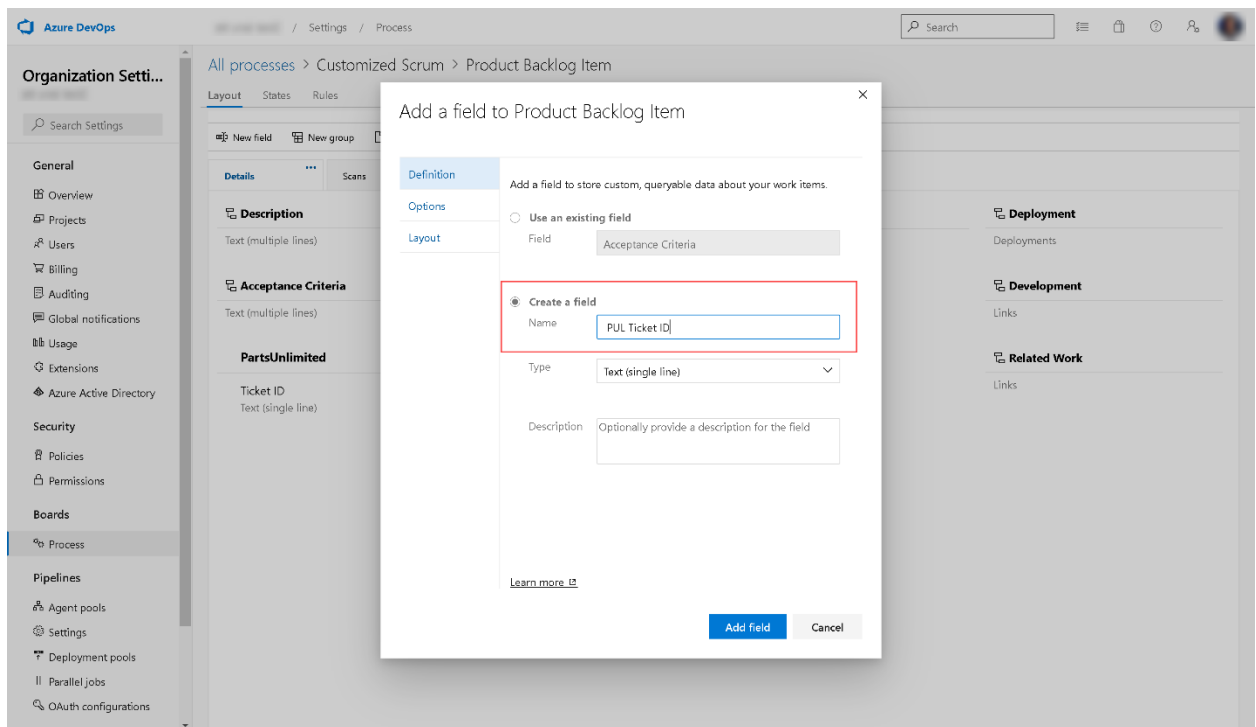 Azure DevOps
/ Settings / Process
Search
Organization Setti...
Search Settings
General
Overview
Projects
Users
Billing
Auditing
Global notifications
Usage
Extensions
Azure Active Directory
Security
Policies
Permissions
Boards
Process
Pipelines
Agent pools
Settings
Deployment pools
Parallel jobs
OAuth configurations
All processes > Customized Scrum > Product Backlog Item
Layout States Rules
New field New group
Details ... Scans
Description
Text (multiple lines)
Acceptance Criteria
Text (multiple lines)
PartsUnlimited
Ticket ID
Text (single line)
Add a field to Product Backlog Item
Definition
Options
Layout
Add a field to store custom, queryable data about your work items.
Use an existing field
Field Acceptance Criteria
Create a field
Name PUL Ticket ID
Type Text (single line)
Description Optionally provide a description for the field
Learn more
Add field Cancel
Deployment
Deployments
Development
Links
Related Work
Links